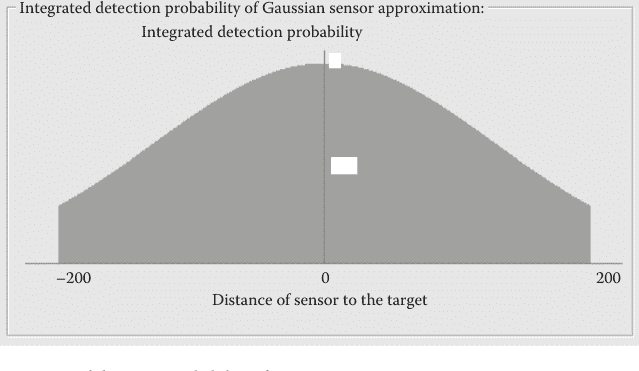 Integrated detection probability of Gaussian sensor approximation:
Integrated detection probability
–200 0 200
Distance of sensor to the target